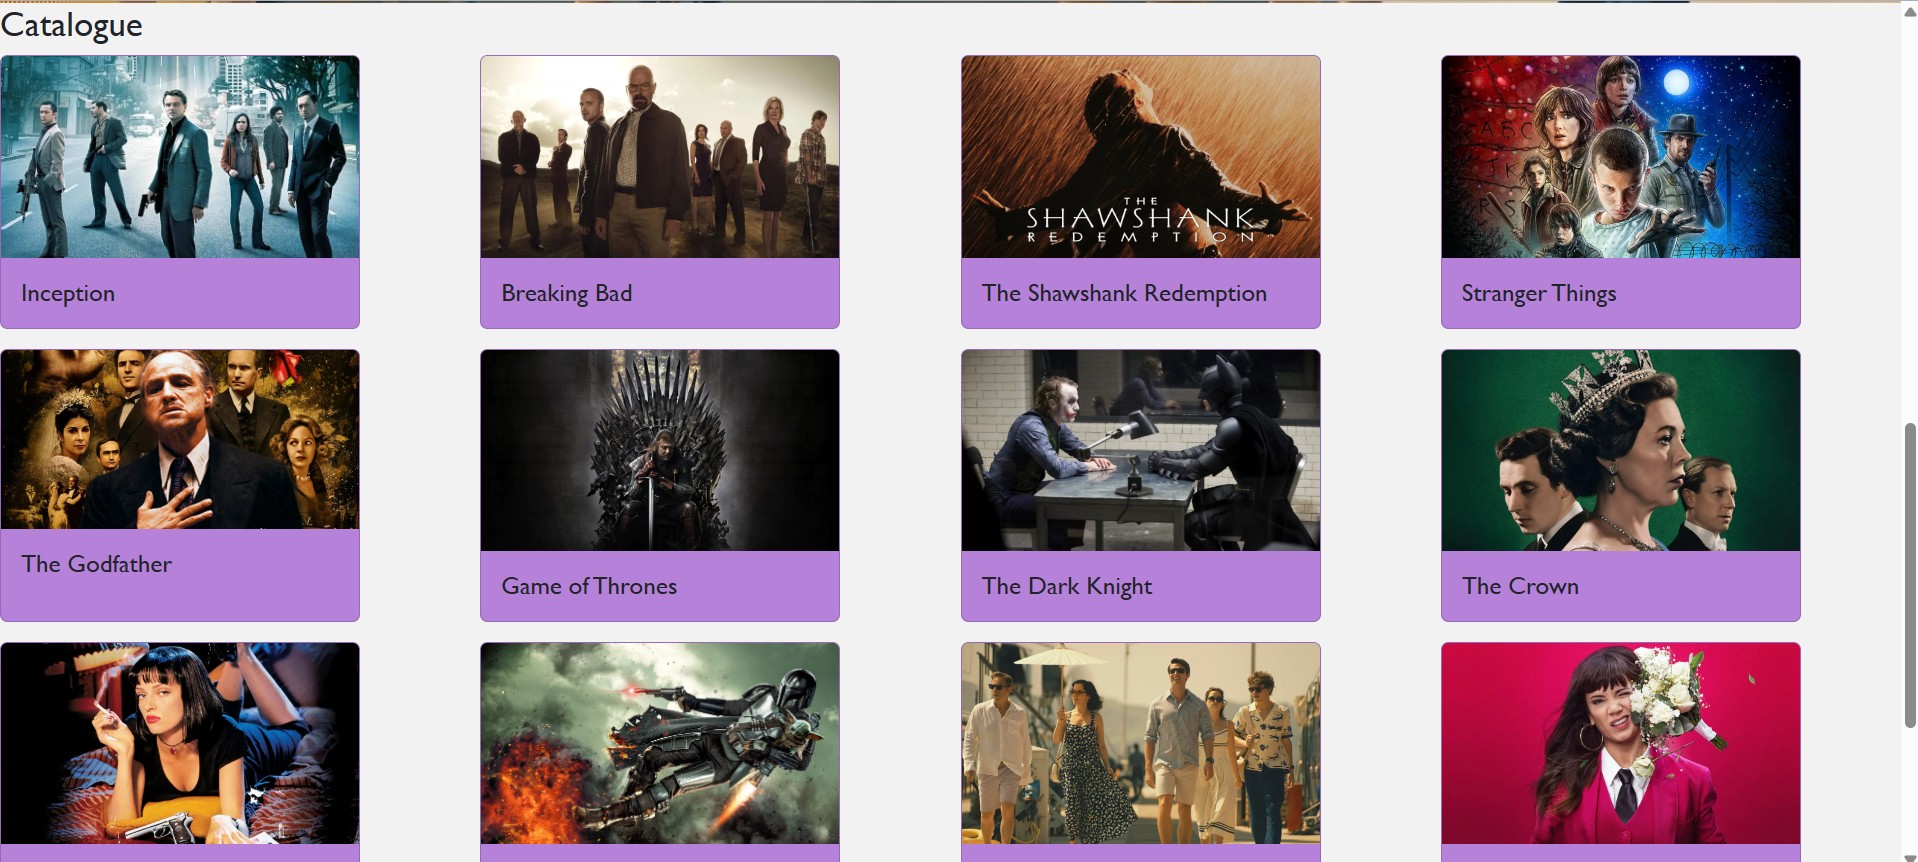 Catalogue
THE
SHAWSHANK
REDEMPTION
Inception
Breaking Bad
The Shawshank Redemption
Stranger Things
The Godfather
Game of Thrones
The Dark Knight
The Crown